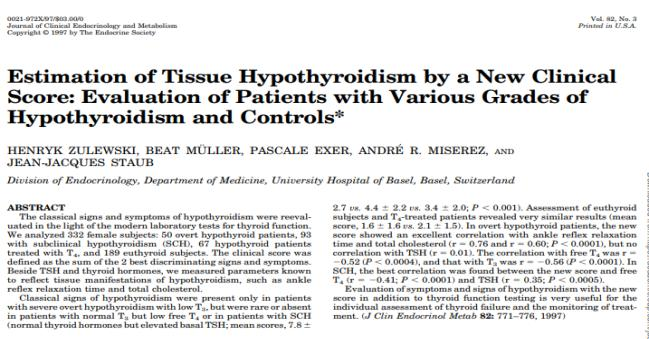 0021-972X/97/$03.00/0
Journal of Clinical Endocrinology and Metabolism
Copyright © 1997 by The Endocrine Society
Vol. 82, No. 3
Printed in U.S.A.
Estimation of Tissue Hypothyroidism by a New Clinical
Score: Evaluation of Patients with Various Grades of
Hypothyroidism and Controls*
HENRYK ZULEWSKI, BEAT MÜLLER, PASCALE EXER, ANDRÉ R. MISEREZ, AND
JEAN-JACQUES STAUB
Division of Endocrinology, Department of Medicine, University Hospital of Basel, Basel, Switzerland
ABSTRACT
The classical signs and symptoms of hypothyroidism were reeval-
uated in the light of the modern laboratory tests for thyroid function.
We analyzed 332 female subjects: 50 overt hypothyroid patients, 93
with subclinical hypothyroidism (SCH), 67 hypothyroid patients
treated with T₄, and 189 euthyroid subjects. The clinical score was
defined as the sum of the 2 best discriminating signs and symptoms.
Beside TSH and thyroid hormones, we measured parameters known
to reflect tissue manifestations of hypothyroidism, such as ankle
reflex relaxation time and total cholesterol.
Classical signs of hypothyroidism were present only in patients
with severe overt hypothyroidism with low T₃, but were rare or absent
in patients with normal T₃ but low free T₄ or in patients with SCH
(normal thyroid hormones but elevated basal TSH; mean scores, 7.8 ±
2.7 vs. 4.4 ± 2.2 vs. 3.4 ± 2.0; P < 0.001). Assessment of euthyroid
subjects and T₄-treated patients revealed very similar results (mean
score, 1.6 ± 1.6 vs. 2.1 ± 1.5). In overt hypothyroid patients, the new
score showed an excellent correlation with ankle reflex relaxation
time and total cholesterol (r = 0.76 and r = 0.60; P < 0.0001), but no
correlation with TSH (r = 0.01). The correlation with free T₄ was r =
−0.52 (P < 0.0004), and that with T₃ was r = −0.56 (P < 0.0001). In
SCH, the best correlation was found between the new score and free
T₄ (r = −0.41; P < 0.0001) and TSH (r = 0.35; P < 0.0005).
Evaluation of symptoms and signs of hypothyroidism with the new
score in addition to thyroid function testing is very useful for the
individual assessment of thyroid failure and the monitoring of treat-
ment. (J Clin Endocrinol Metab 82: 771–776, 1997)